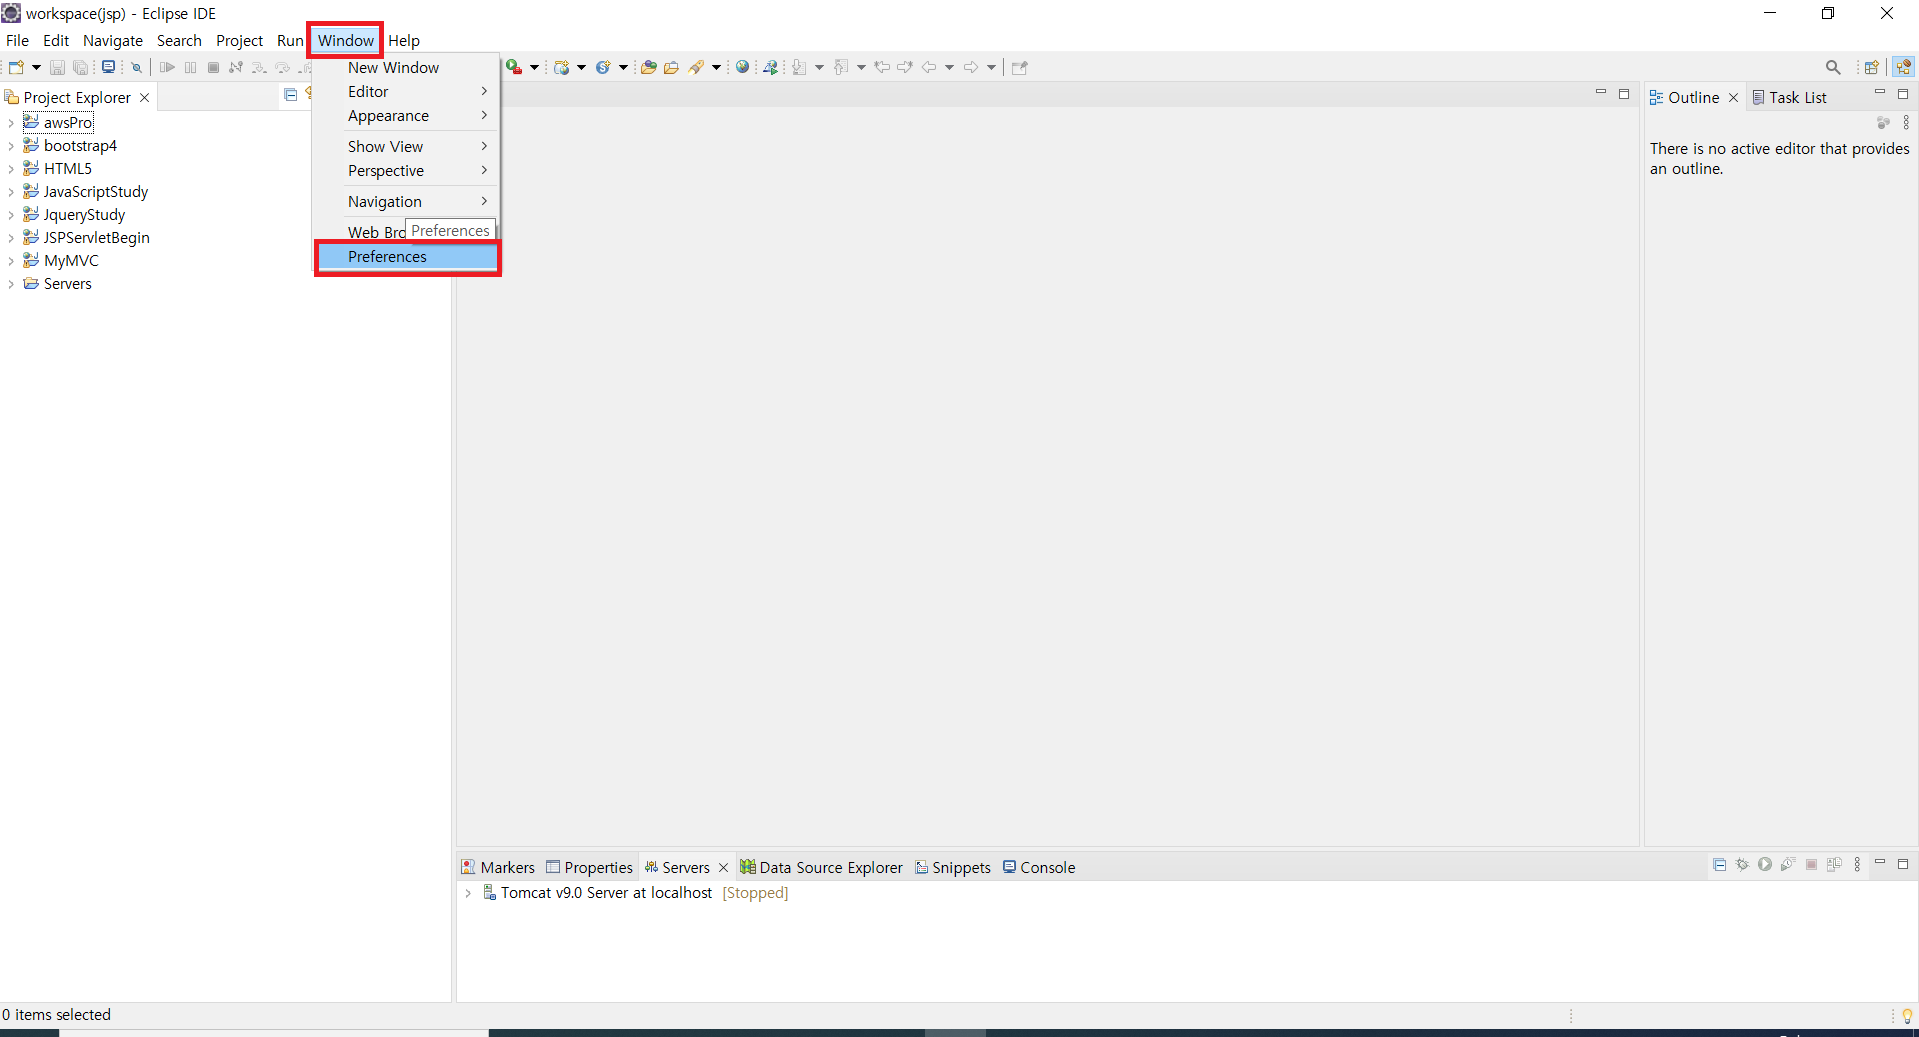 workspace(jsp) - Eclipse IDE
File Edit Navigate Search Project Run Window Help
New Window
Editor
Appearance
Show View
Perspective
Navigation
Web Bro
Preferences
Preferences
Project Explorer
awsPro
bootstrap4
HTML5
JavaScriptStudy
JqueryStudy
JSPServletBegin
MyMVC
Servers
Outline Task List
There is no active editor that provides
an outline.
Markers Properties Servers Data Source Explorer Snippets Console
Tomcat v9.0 Server at localhost [Stopped]
0 items selected